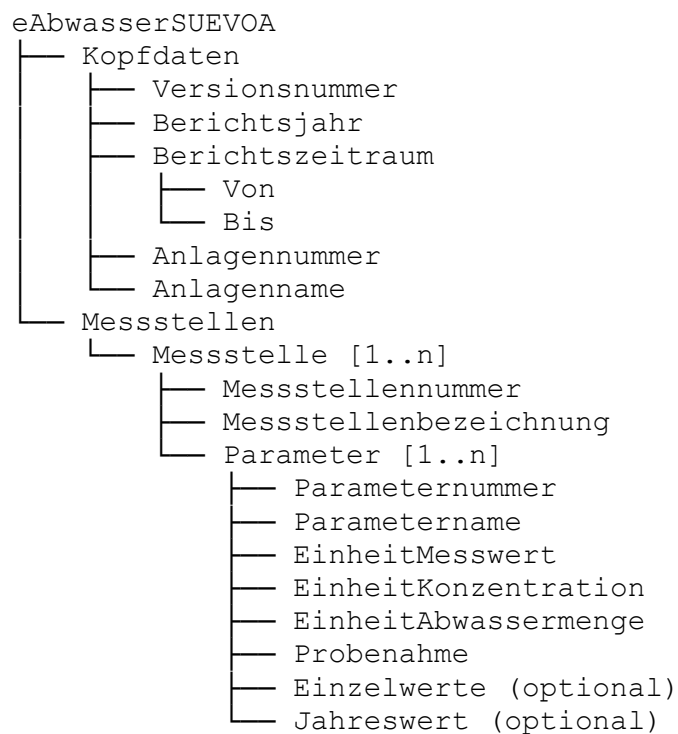 eAbwasserSUEVOA
├── Kopfdaten
│   ├── Versionsnummer
│   ├── Berichtsjahr
│   ├── Berichtszeitraum
│   │   ├── Von
│   │   └── Bis
│   ├── Anlagennummer
│   └── Anlagenname
└── Messstellen
    └── Messstelle [1..n]
        ├── Messstellennummer
        ├── Messstellenbezeichnung
        └── Parameter [1..n]
            ├── Parameternummer
            ├── Parametername
            ├── EinheitMesswert
            ├── EinheitKonzentration
            ├── EinheitAbwassermenge
            ├── Probenahme
            ├── Einzelwerte (optional)
            └── Jahreswert (optional)